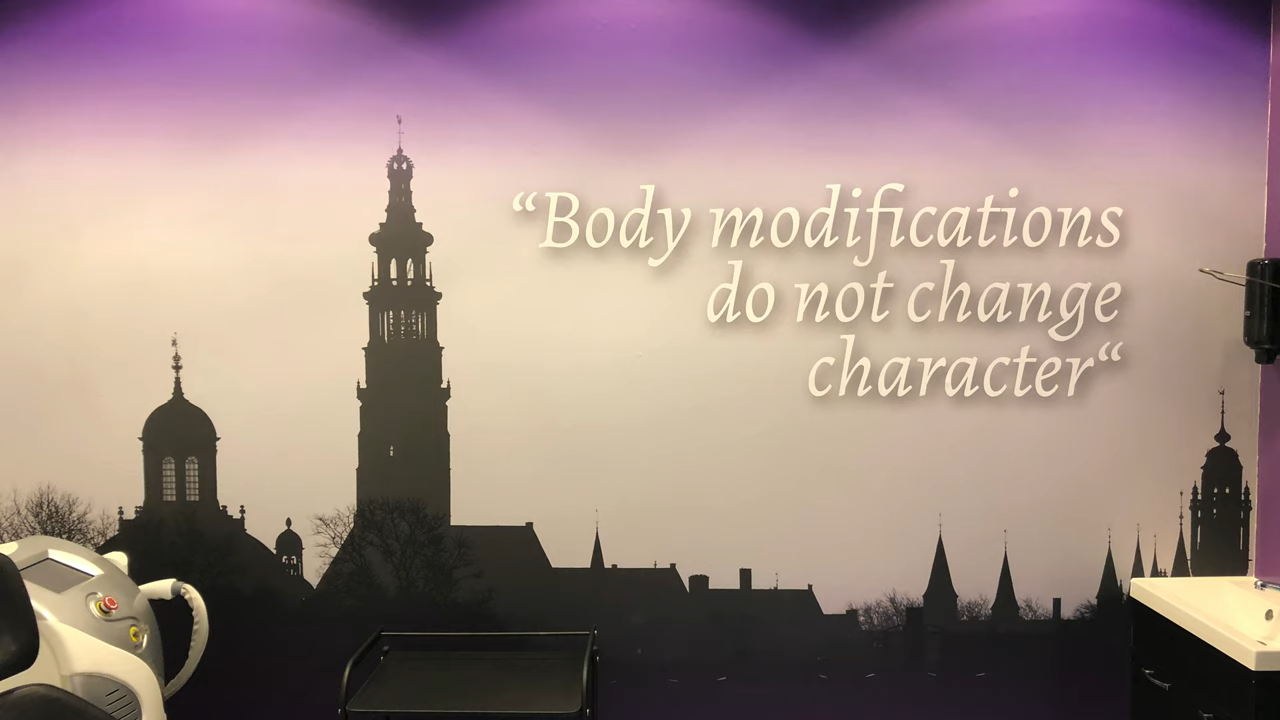 “Body modifications
do not change
character“